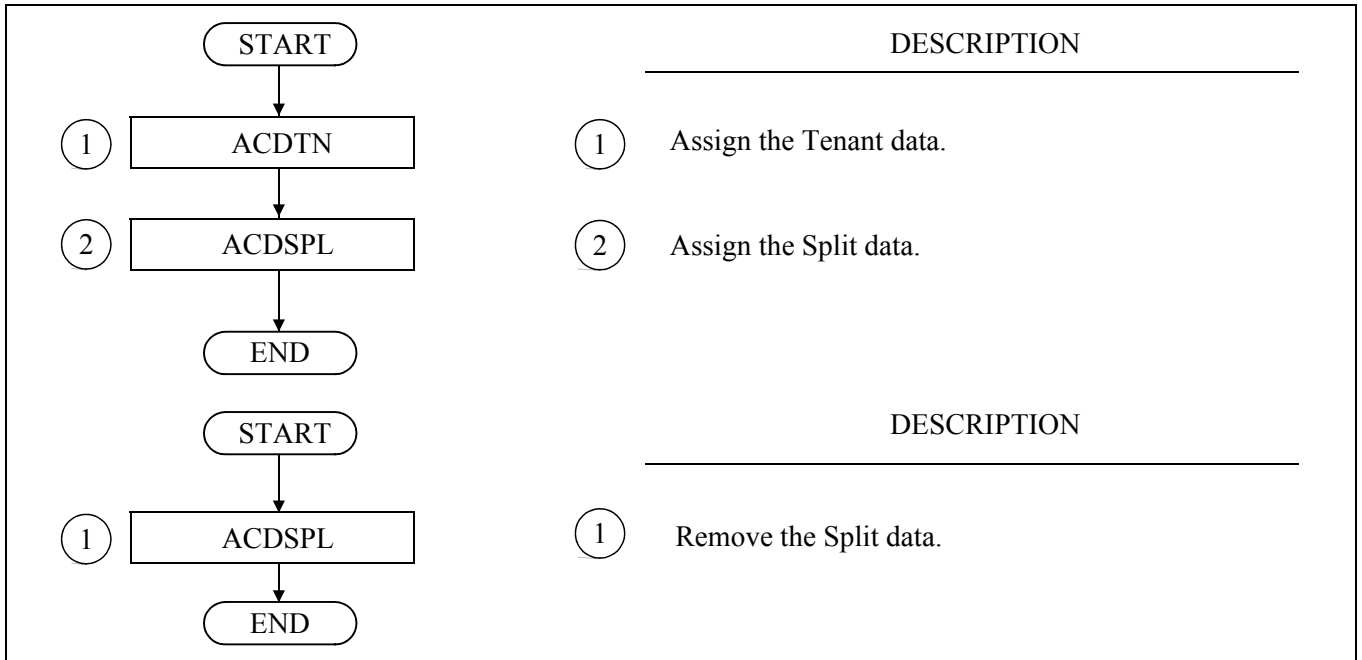 START
DESCRIPTION
1
ACDTN
1
Assign the Tenant data.
2
ACDSPL
2
Assign the Split data.
END
START
DESCRIPTION
1
ACDSPL
1
Remove the Split data.
END